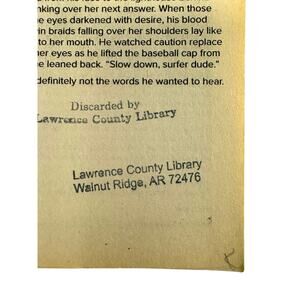 nking over her next answer. When those
e eyes darkened with desire, his blood
in braids falling over her shoulders lay like
to her mouth. He watched caution replace
er eyes as he lifted the baseball cap from
e leaned back. “Slow down, surfer dude.”
definitely not the words he wanted to hear.
Discarded by
Lawrence County Library
Lawrence County Library
Walnut Ridge, AR 72476